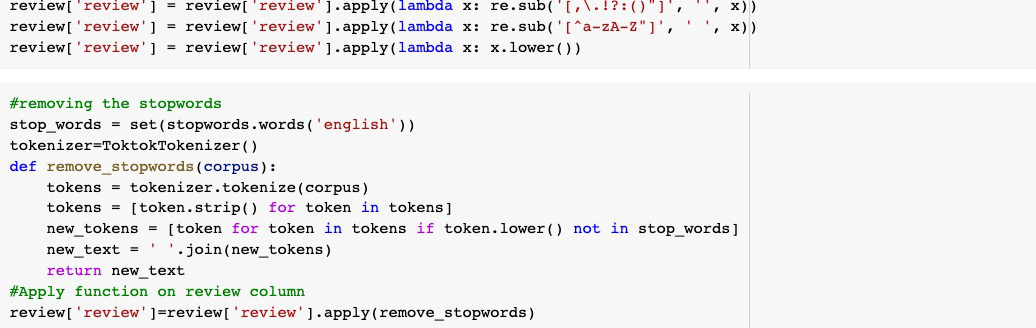 review['review'] = review['review'].apply(lambda x: re.sub('[,\.!?:()"]', '', x))
review['review'] = review['review'].apply(lambda x: re.sub('[^a-zA-Z"]', ' ', x))
review['review'] = review['review'].apply(lambda x: x.lower())
#removing the stopwords
stop_words = set(stopwords.words('english'))
tokenizer=ToktokTokenizer()
def remove_stopwords(corpus):
    tokens = tokenizer.tokenize(corpus)
    tokens = [token.strip() for token in tokens]
    new_tokens = [token for token in tokens if token.lower() not in stop_words]
    new_text = ' '.join(new_tokens)
    return new_text
#Apply function on review column
review['review']=review['review'].apply(remove_stopwords)